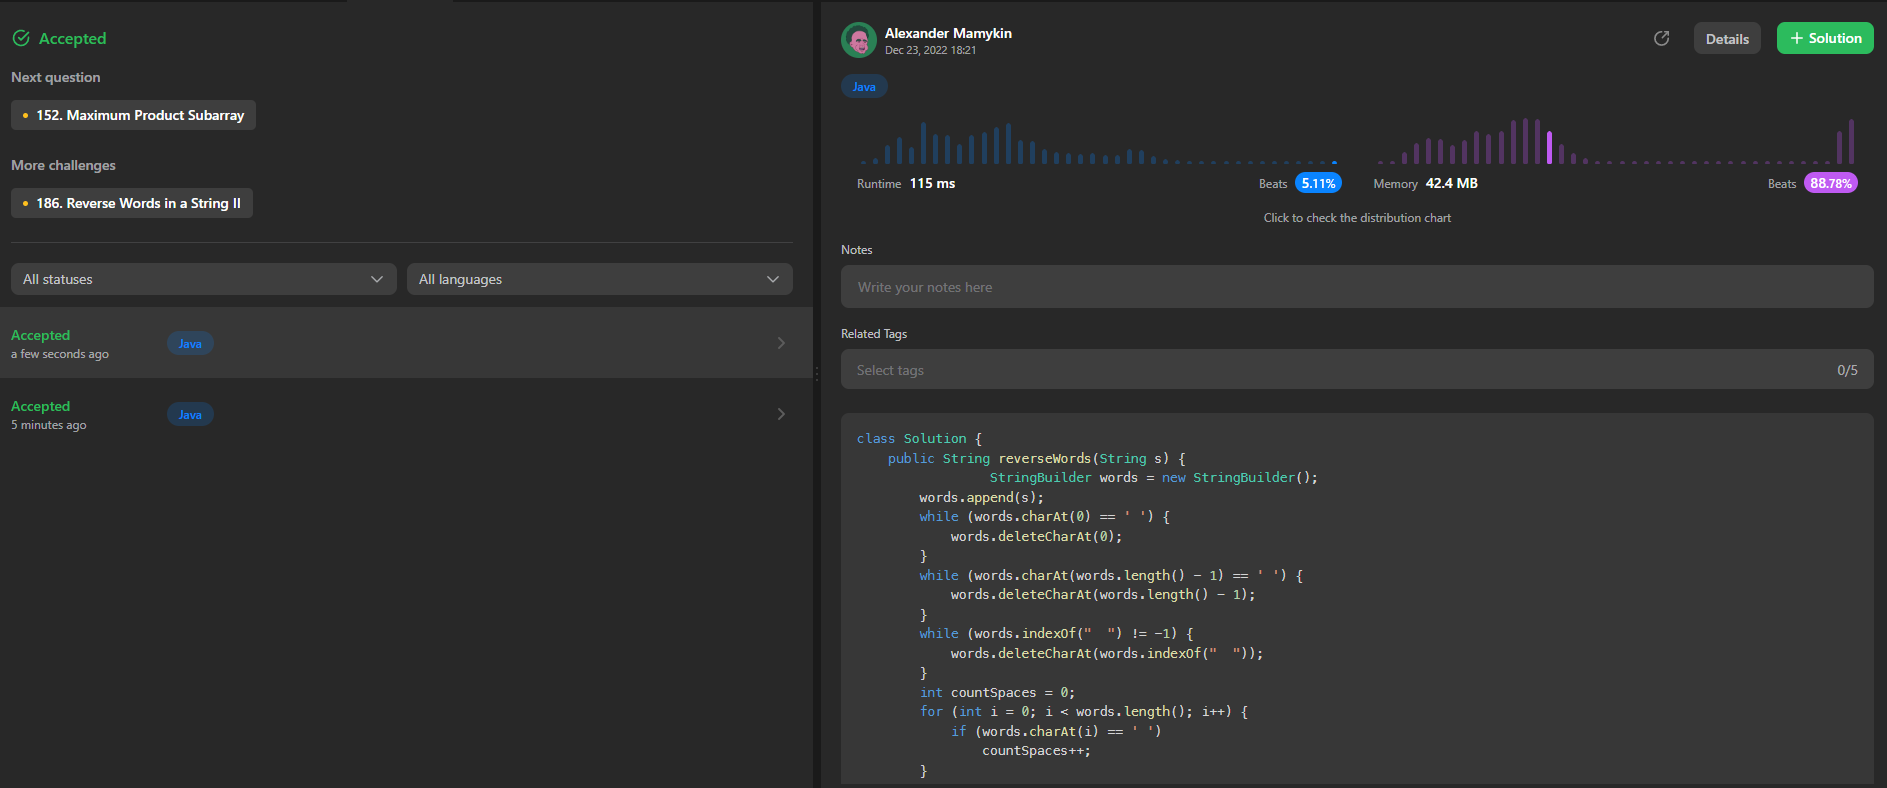 Accepted
Next question
152. Maximum Product Subarray
More challenges
186. Reverse Words in a String II
All statuses
All languages
Accepted
a few seconds ago
Java
Accepted
5 minutes ago
Java
Alexander Mamykin
Dec 23, 2022 18:21
Details
+ Solution
Java
Runtime 115 ms
Beats 5.11%
Memory 42.4 MB
Beats 88.78%
Click to check the distribution chart
Notes
Write your notes here
Related Tags
Select tags
0/5
class Solution {
    public String reverseWords(String s) {
                 StringBuilder words = new StringBuilder();
        words.append(s);
        while (words.charAt(0) == ' ') {
            words.deleteCharAt(0);
        }
        while (words.charAt(words.length() - 1) == ' ') {
            words.deleteCharAt(words.length() - 1);
        }
        while (words.indexOf("  ") != -1) {
            words.deleteCharAt(words.indexOf("  "));
        }
        int countSpaces = 0;
        for (int i = 0; i < words.length(); i++) {
            if (words.charAt(i) == ' ')
                countSpaces++;
        }